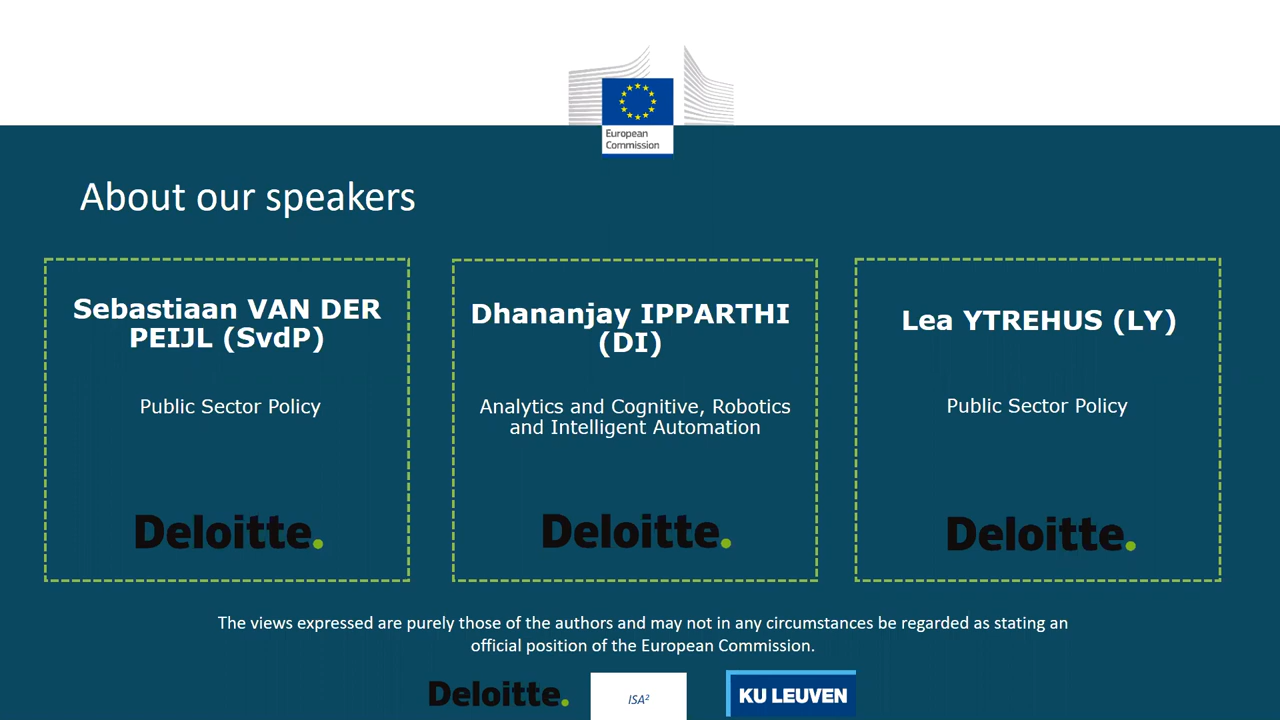 European
Commission
About our speakers
Sebastiaan VAN DER
PEIJL (SvdP)
Public Sector Policy
Deloitte.
Dhananjay IPPARTHI
(DI)
Analytics and Cognitive, Robotics
and Intelligent Automation
Deloitte.
Lea YTREHUS (LY)
Public Sector Policy
Deloitte.
The views expressed are purely those of the authors and may not in any circumstances be regarded as stating an
official position of the European Commission.
Deloitte.
ISA²
KU LEUVEN